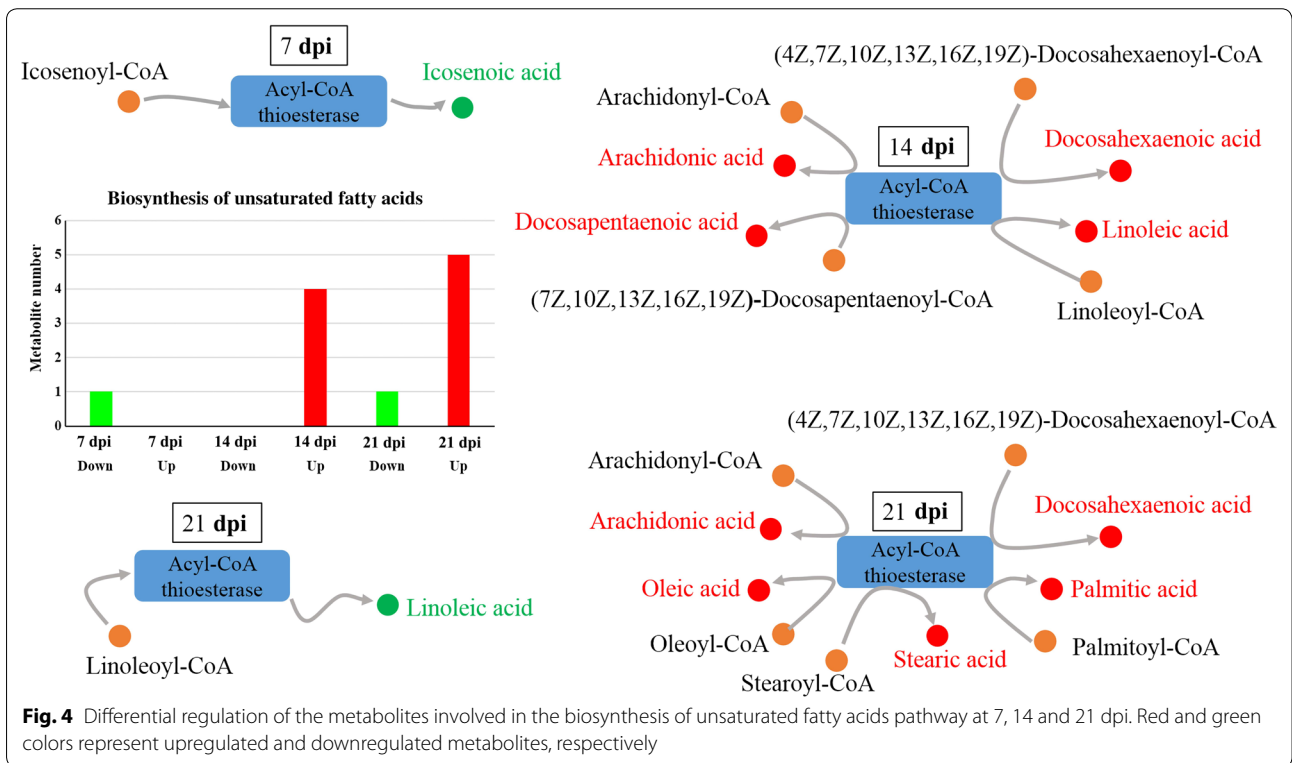 7 dpi
Icosenoyl-CoA
Acyl-CoA
thioesterase
Icosenoic acid
Biosynthesis of unsaturated fatty acids
Metabolite number
6
5
4
3
2
1
0
7 dpi 7 dpi 14 dpi 14 dpi 21 dpi 21 dpi
Down Up Down Up Down Up
21 dpi
Acyl-CoA
thioesterase
Linoleic acid
Linoleoyl-CoA
(4Z,7Z,10Z,13Z,16Z,19Z)-Docosahexaenoyl-CoA
Arachidonyl-CoA
14 dpi
Docosahexaenoic acid
Arachidonic acid
Acyl-CoA
thioesterase
Docosapentaenoic acid
Linoleic acid
(7Z,10Z,13Z,16Z,19Z)-Docosapentaenoyl-CoA
Linoleoyl-CoA
(4Z,7Z,10Z,13Z,16Z,19Z)-Docosahexaenoyl-CoA
Arachidonyl-CoA
21 dpi
Docosahexaenoic acid
Arachidonic acid
Acyl-CoA
thioesterase
Oleic acid
Palmitic acid
Oleoyl-CoA
Stearic acid
Palmitoyl-CoA
Stearoyl-CoA
Fig. 4 Differential regulation of the metabolites involved in the biosynthesis of unsaturated fatty acids pathway at 7, 14 and 21 dpi. Red and green
colors represent upregulated and downregulated metabolites, respectively